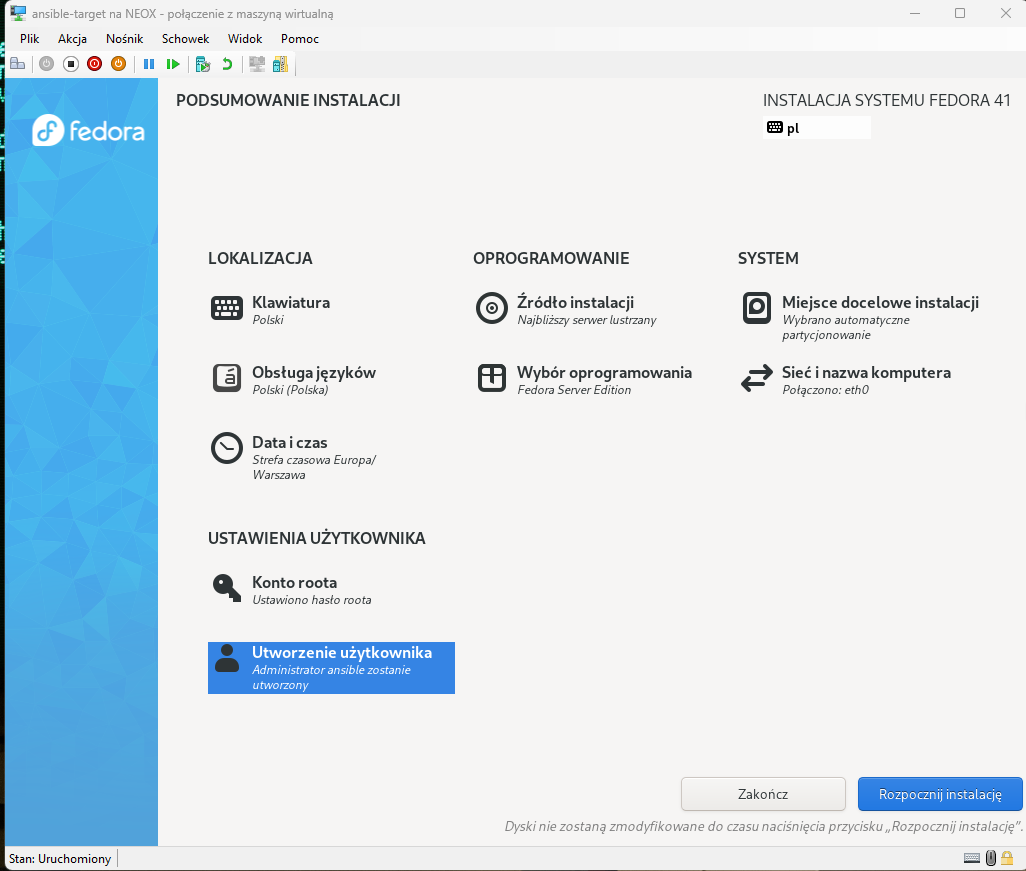 ansible-target na NEOX - połączenie z maszyną wirtualną
Plik Akcja Nośnik Schowek Widok Pomoc
fedora
PODSUMOWANIE INSTALACJI
INSTALACJA SYSTEMU FEDORA 41
pl
LOKALIZACJA
Klawiatura
Polski
Obsługa języków
Polski (Polska)
Data i czas
Strefa czasowa Europa/
Warszawa
OPROGRAMOWANIE
Źródło instalacji
Najbliższy serwer lustrzany
Wybór oprogramowania
Fedora Server Edition
SYSTEM
Miejsce docelowe instalacji
Wybrano automatyczne
partycjonowanie
Sieć i nazwa komputera
Połączono: eth0
USTAWIENIA UŻYTKOWNIKA
Konto roota
Ustawiono hasło roota
Utworzenie użytkownika
Administrator ansible zostanie
utworzony
Zakończ
Rozpocznij instalację
Dyski nie zostaną zmodyfikowane do czasu naciśnięcia przycisku „Rozpocznij instalację”.
Stan: Uruchomiony